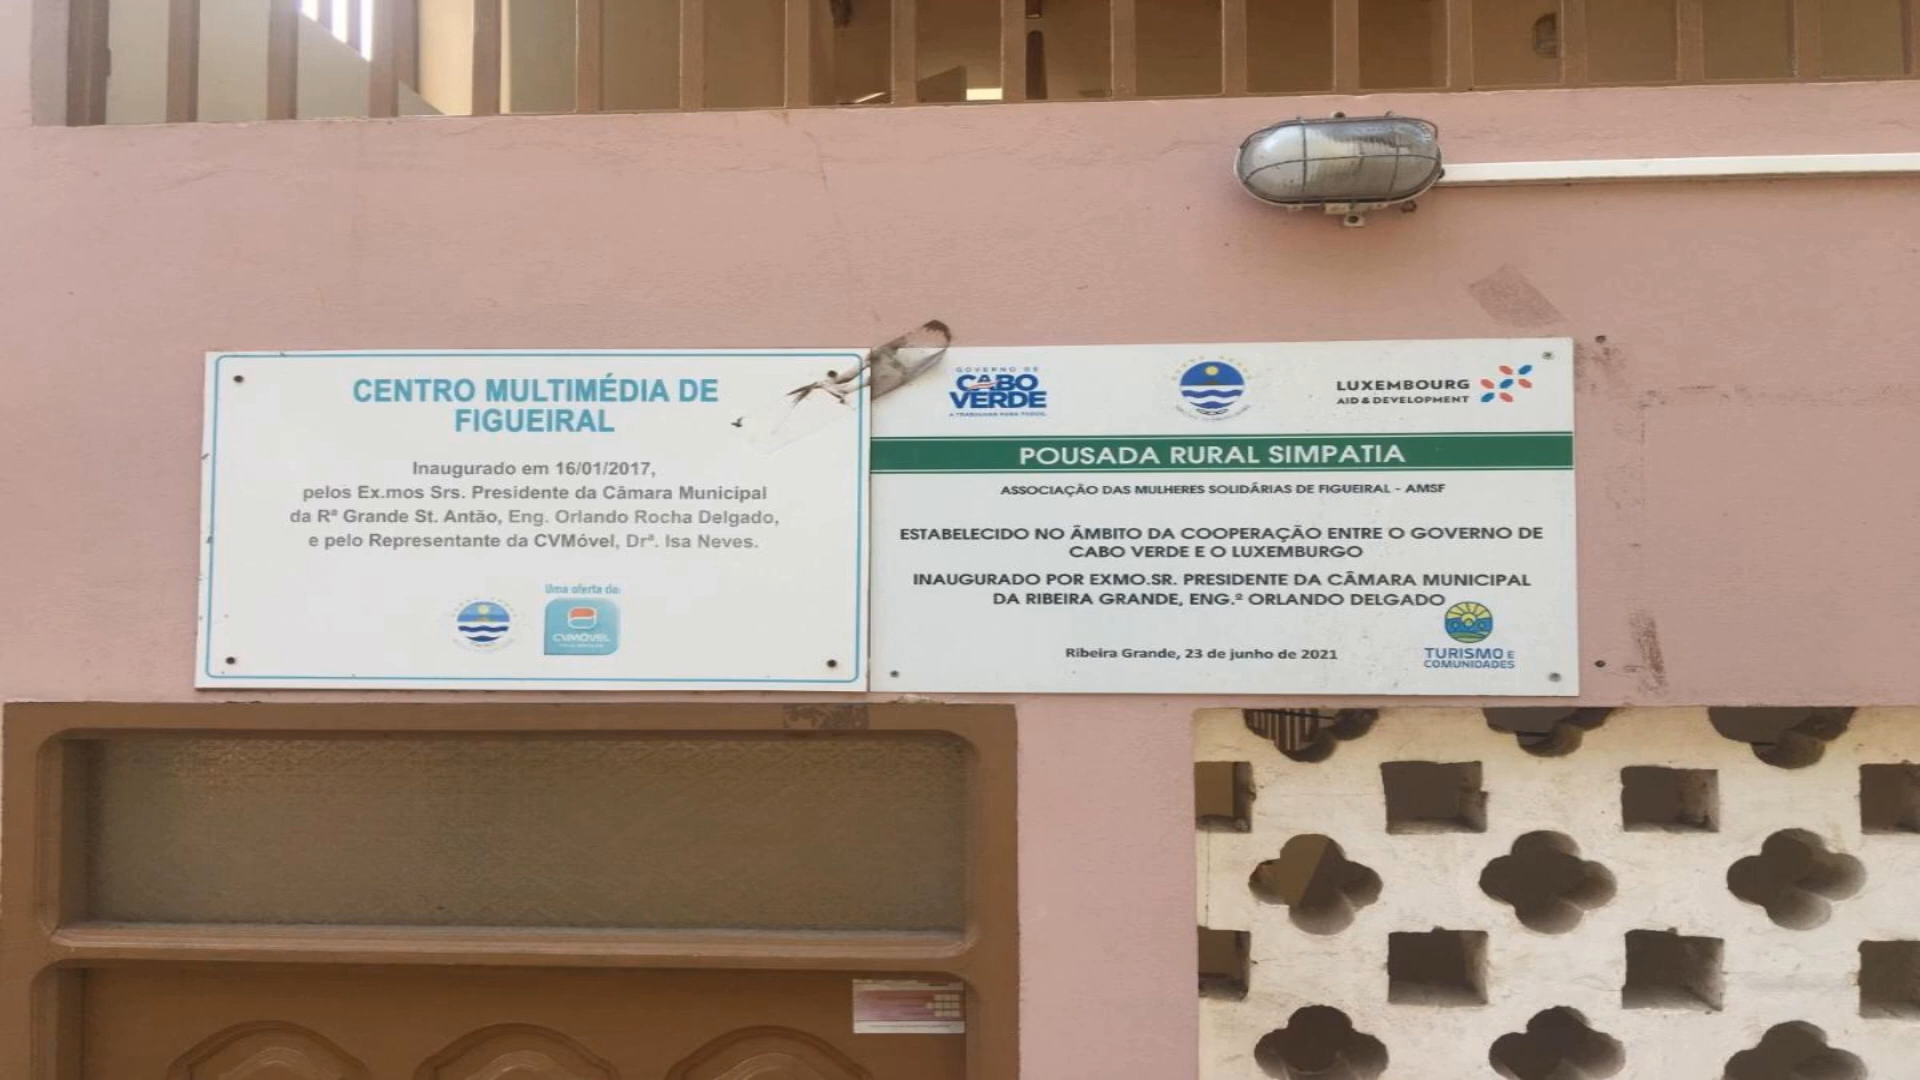 CENTRO MULTIMÉDIA DE
FIGUEIRAL
Inaugurado em 16/01/2017,
pelos Ex.mos Srs. Presidente da Câmara Municipal
da Rª Grande St. Antão, Eng. Orlando Rocha Delgado,
e pelo Representante da CVMóvel, Drª. Isa Neves.
Uma oferta da:
CVMÓVEL
GOVERNO DE
CABO
VERDE
A TRABALHAR PARA TODOS.
LUXEMBOURG
AID & DEVELOPMENT
POUSADA RURAL SIMPATIA
ASSOCIAÇÃO DAS MULHERES SOLIDÁRIAS DE FIGUEIRAL - AMSF
ESTABELECIDO NO ÂMBITO DA COOPERAÇÃO ENTRE O GOVERNO DE
CABO VERDE E O LUXEMBURGO
INAUGURADO POR EXMO.SR. PRESIDENTE DA CÂMARA MUNICIPAL
DA RIBEIRA GRANDE, ENG.º ORLANDO DELGADO
Ribeira Grande, 23 de junho de 2021
TURISMO E
COMUNIDADES